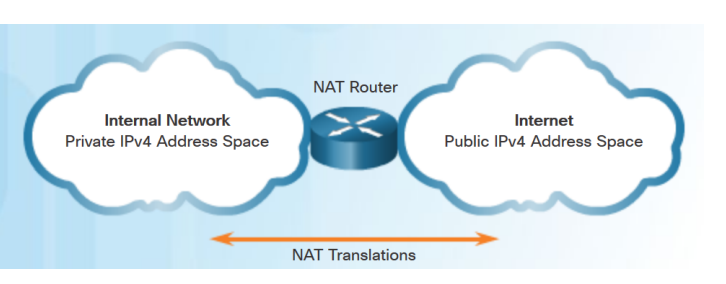 NAT Router
Internal Network
Private IPv4 Address Space
Internet
Public IPv4 Address Space
NAT Translations